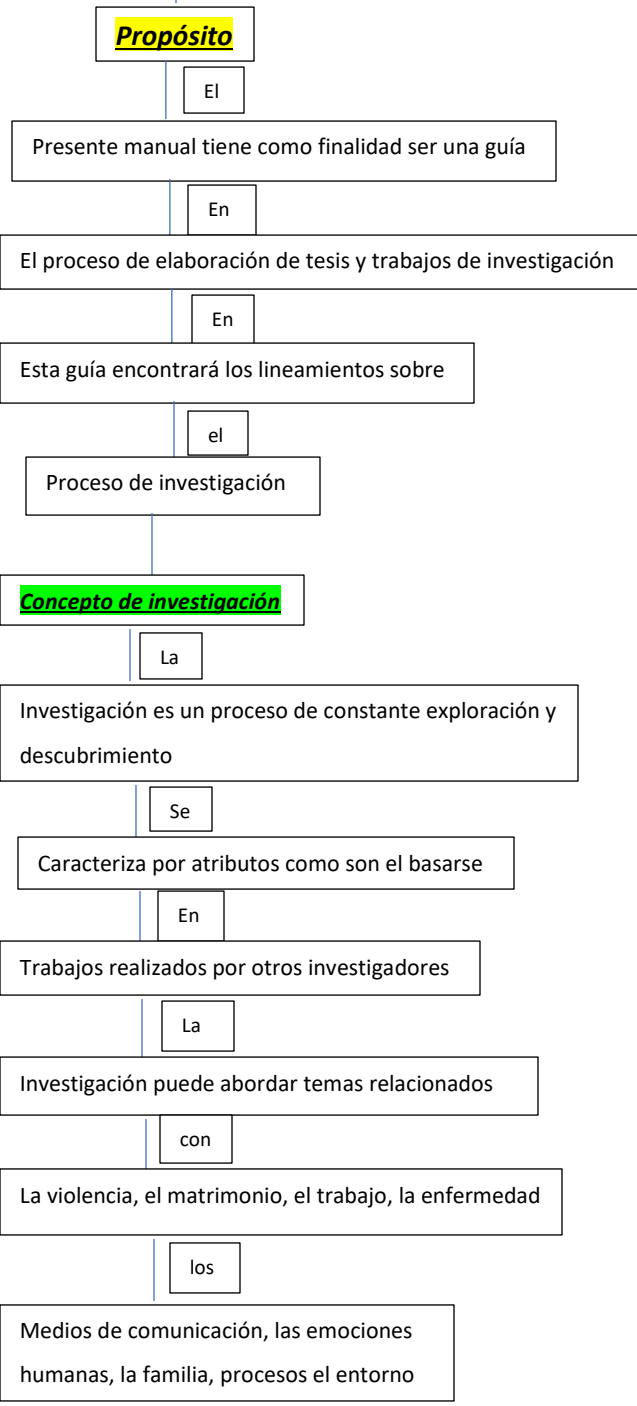 Propósito
El
Presente manual tiene como finalidad ser una guía
En
El proceso de elaboración de tesis y trabajos de investigación
En
Esta guía encontrará los lineamientos sobre
el
Proceso de investigación
Concepto de investigación
La
Investigación es un proceso de constante exploración y
descubrimiento
Se
Caracteriza por atributos como son el basarse
En
Trabajos realizados por otros investigadores
La
Investigación puede abordar temas relacionados
con
La violencia, el matrimonio, el trabajo, la enfermedad
los
Medios de comunicación, las emociones
humanas, la familia, procesos el entorno